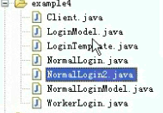 example4
Client.java
LoginModel.java
LoginTemplate.java
NormalLogin.java
NormalLogin2.java
NormalLoginModel.java
WorkerLogin.java